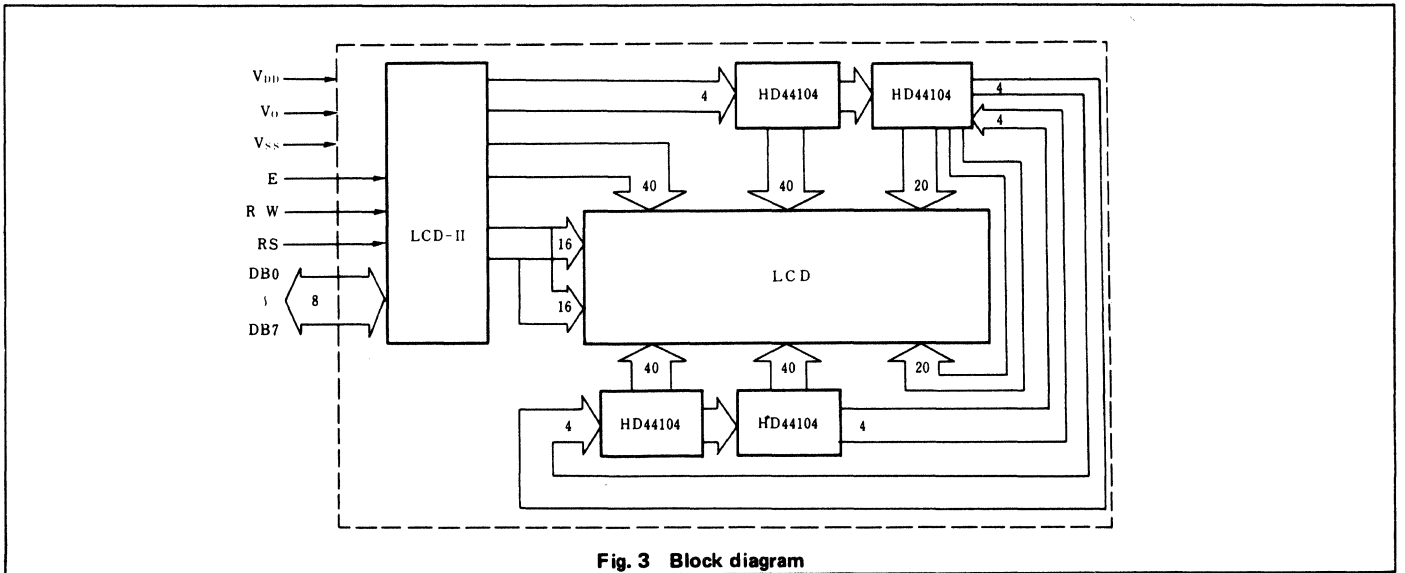 VDD
VO
VSS
E
R W
RS
DB0
~
DB7
8
LCD-II
4
HD44104
HD44104
4
4
40
40
20
16
16
LCD
40
40
20
4
HD44104
HD44104
4
Fig. 3 Block diagram